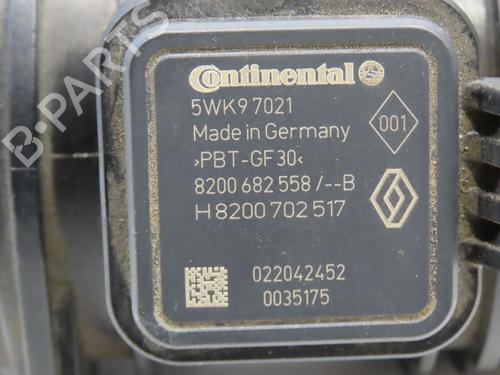 Continental
5WK9 7021
Made in Germany
001
>PBT-GF30<
8200 682 558 /--B
H 8200 702 517
022042452
0035175
B-PARTS